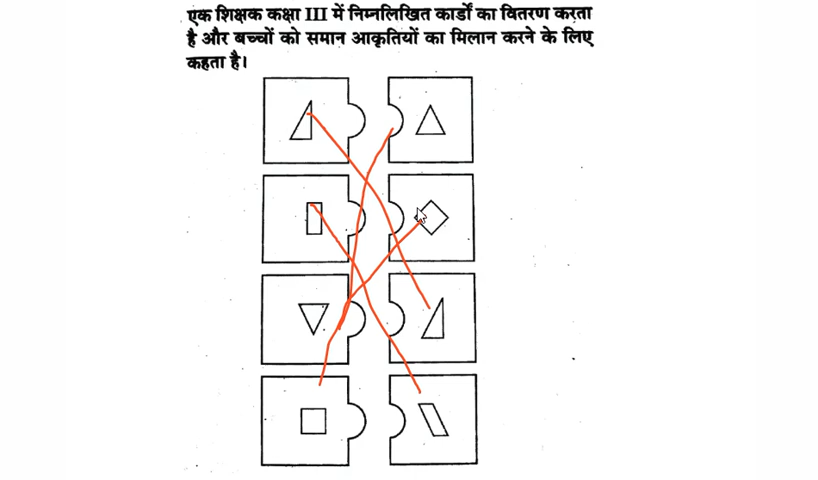 एक शिक्षक कक्षा III में निम्नलिखित कार्डों का वितरण करता
है और बच्चों को समान आकृतियों का मिलान करने के लिए
कहता है।